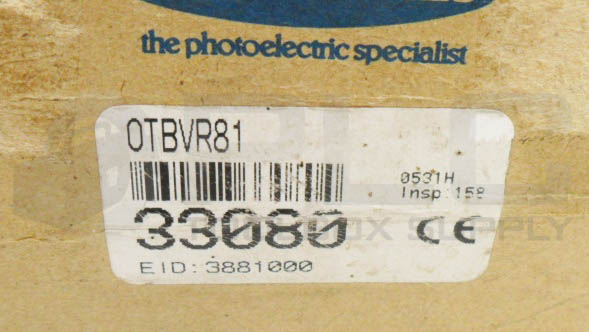 the photoelectric specialist
OTBVR81
0531H
Insp:158
33080
CE
EID:3881000